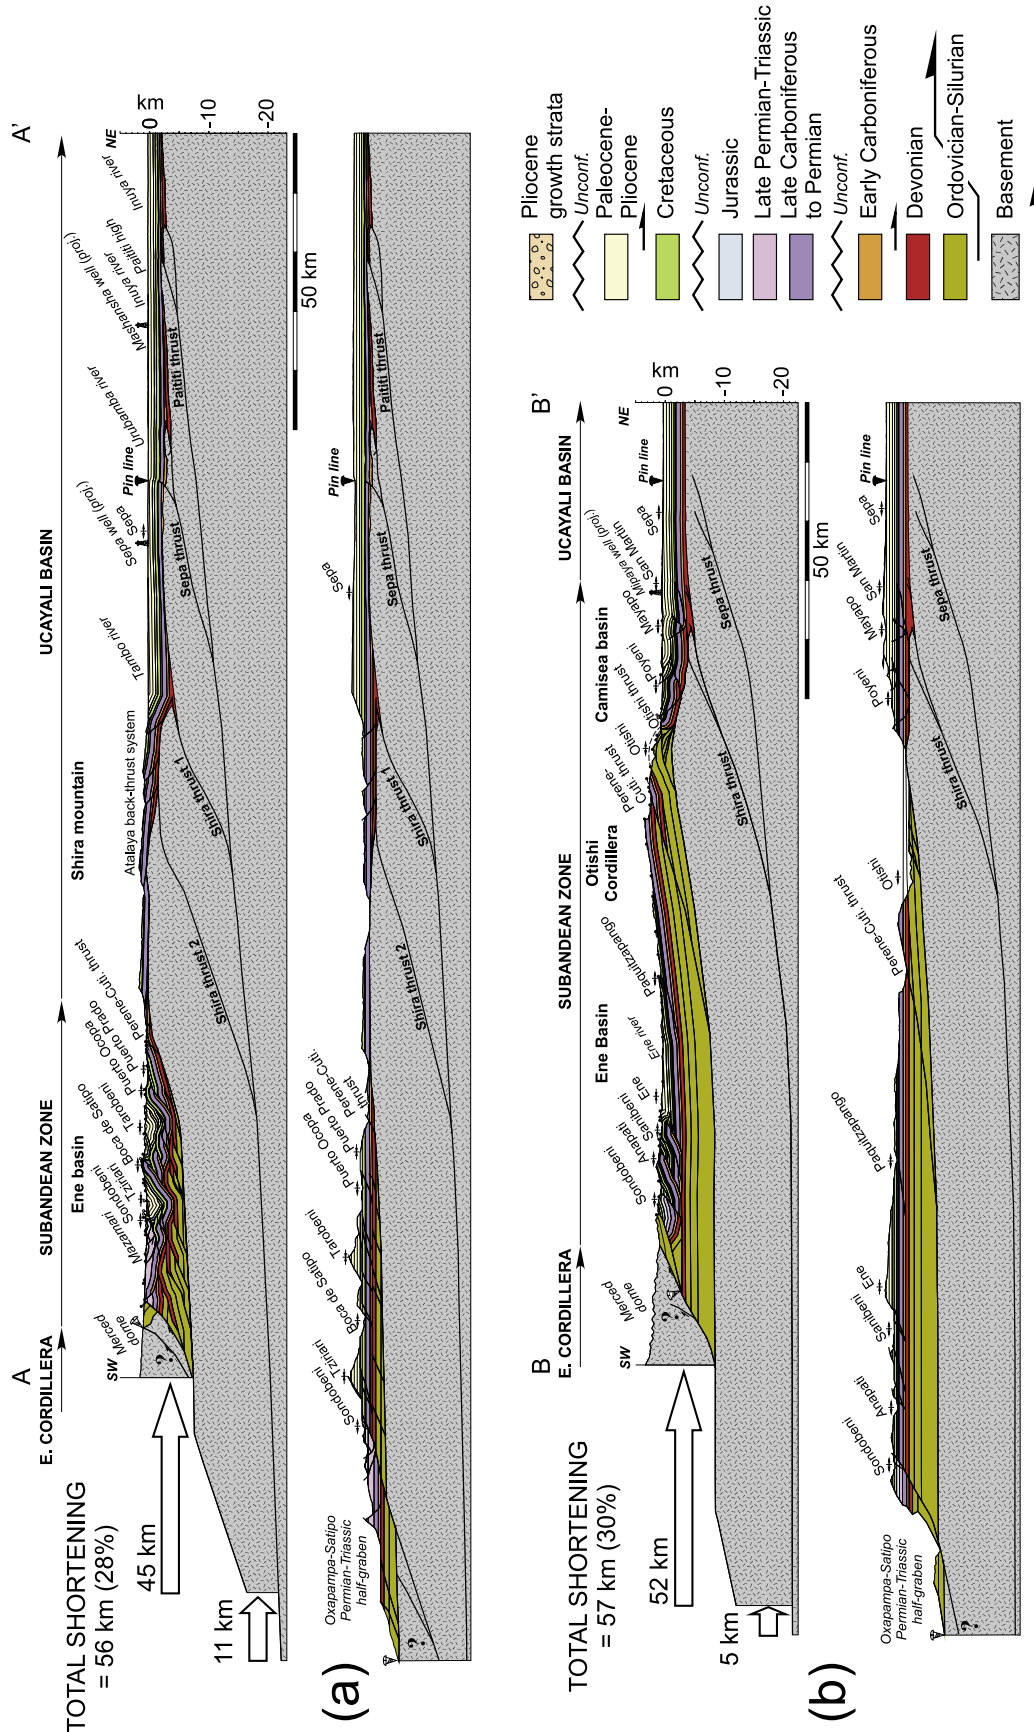 A
A'
E. CORDILLERA
SUBANDEAN ZONE
UCAYALI BASIN
Ene basin
Shira mountain
TOTAL SHORTENING
= 56 km (28%)
45 km
11 km
SW
NE
km
0
-10
-20
Merced
dome
?
Mazamari
Sondobeni
Tziriari
Boca de Satipo
Tarobeni
Puerto Ocopa
Puerto Prado
Perene-Cuti. thrust
Atalaya back-thrust system
Tambo river
Sepa well (proj.)
Sepa
Pin line
Urubamba river
Mashansha well (proj.)
Inuya river
Paititi high
Inuya river
Shira thrust 2
Shira thrust 1
Sepa thrust
Paititi thrust
50 km
(a)
Oxapampa-Satipo
Permian-Triassic
half-graben
?
Sondobeni
Tziriari
Boca de Satipo
Tarobeni
Puerto Ocopa
Puerto Prado
Perene-Cuti.
thrust
Sepa
Pin line
Shira thrust 2
Shira thrust 1
Sepa thrust
Paititi thrust
B
B'
E. CORDILLERA
SUBANDEAN ZONE
UCAYALI BASIN
Ene Basin
Otishi
Cordillera
Camisea basin
TOTAL SHORTENING
= 57 km (30%)
52 km
5 km
SW
NE
km
0
-10
-20
Merced
dome
?
Sondobeni
Anapati
Sanibeni
Ene
Ene river
Paquitzapango
Perene-
Cuti. thrust
Otishi
Otishi thrust
Poyeni
Mayapo
Mipaya well (proj.)
San Martin
Sepa
Pin line
Shira thrust
Sepa thrust
50 km
(b)
Oxapampa-Satipo
Permian-Triassic
half-graben
?
Sondobeni
Anapati
Sanibeni
Ene
Paquitzapango
Perene-Cuti. thrust
Otishi
Poyeni
Mayapo
San Martin
Sepa
Pin line
Shira thrust
Sepa thrust
Pliocene
growth strata
Unconf.
Paleocene-
Pliocene
Cretaceous
Unconf.
Jurassic
Late Permian-Triassic
Late Carboniferous
to Permian
Unconf.
Early Carboniferous
Devonian
Ordovician-Silurian
Basement